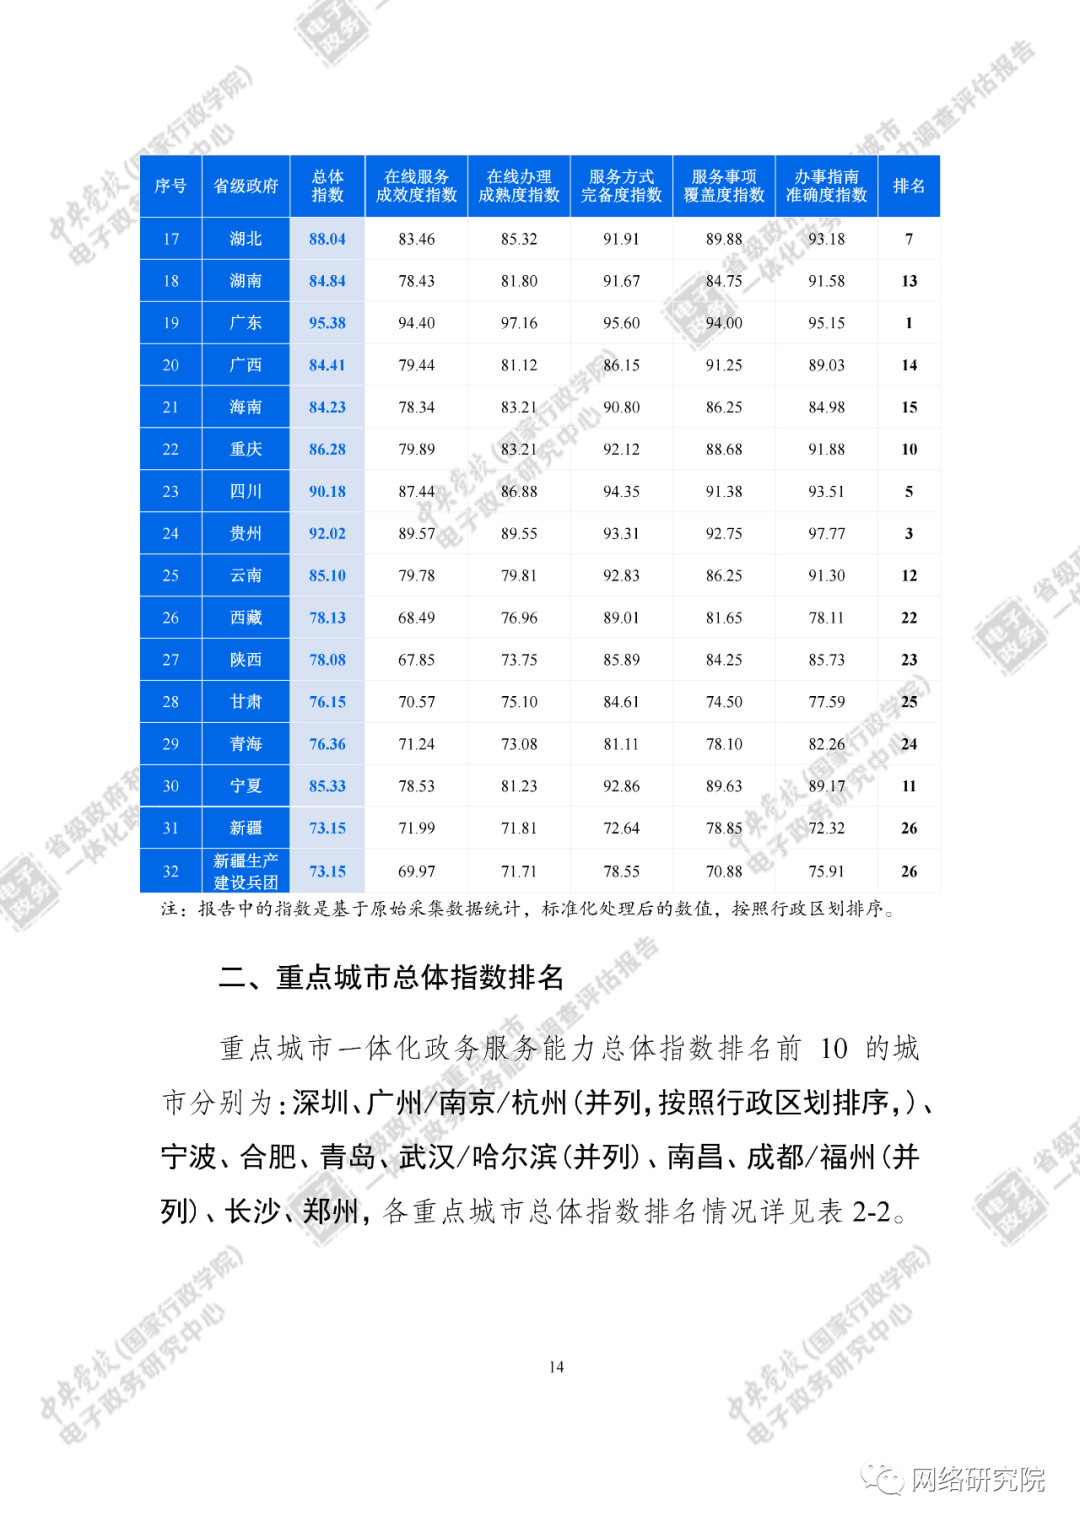 序号 省级政府 总体指数 在线服务成效度指数 在线办理成熟度指数 服务方式完备度指数 服务事项覆盖度指数 办事指南准确度指数 排名
17 湖北 88.04 83.46 85.32 91.91 89.88 93.18 7
18 湖南 84.84 78.43 81.80 91.67 84.75 91.58 13
19 广东 95.38 94.40 97.16 95.60 94.00 95.15 1
20 广西 84.41 79.44 81.12 86.15 91.25 89.03 14
21 海南 84.23 78.34 83.21 90.80 86.25 84.98 15
22 重庆 86.28 79.89 83.21 92.12 88.68 91.88 10
23 四川 90.18 87.44 86.88 94.35 91.38 93.51 5
24 贵州 92.02 89.57 89.55 93.31 92.75 97.77 3
25 云南 85.10 79.78 79.81 92.83 86.25 91.30 12
26 西藏 78.13 68.49 76.96 89.01 81.65 78.11 22
27 陕西 78.08 67.85 73.75 85.89 84.25 85.73 23
28 甘肃 76.15 70.57 75.10 84.61 74.50 77.59 25
29 青海 76.36 71.24 73.08 81.11 78.10 82.26 24
30 宁夏 85.33 78.53 81.23 92.86 89.63 89.17 11
31 新疆 73.15 71.99 71.81 72.64 78.85 72.32 26
32 新疆生产建设兵团 73.15 69.97 71.71 78.55 70.88 75.91 26
注：报告中的指数是基于原始采集数据统计，标准化处理后的数值，按照行政区划排序。
二、重点城市总体指数排名
重点城市一体化政务服务能力总体指数排名前 10 的城
市分别为：深圳、广州/南京/杭州（并列，按照行政区划排序，）、
宁波、合肥、青岛、武汉/哈尔滨（并列）、南昌、成都/福州（并
列）、长沙、郑州，各重点城市总体指数排名情况详见表 2-2。
14
网络研究院
中央党校（国家行政学院）
电子政务研究中心